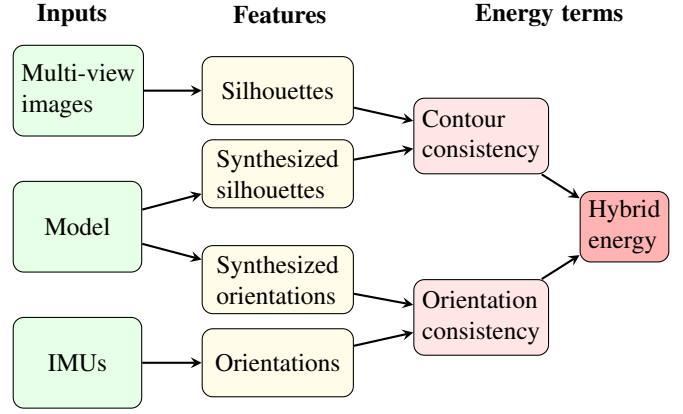 Inputs
Features
Energy terms
Multi-view
images
Silhouettes
Contour
consistency
Synthesized
silhouettes
Model
Hybrid
energy
Synthesized
orientations
Orientation
consistency
IMUs
Orientations